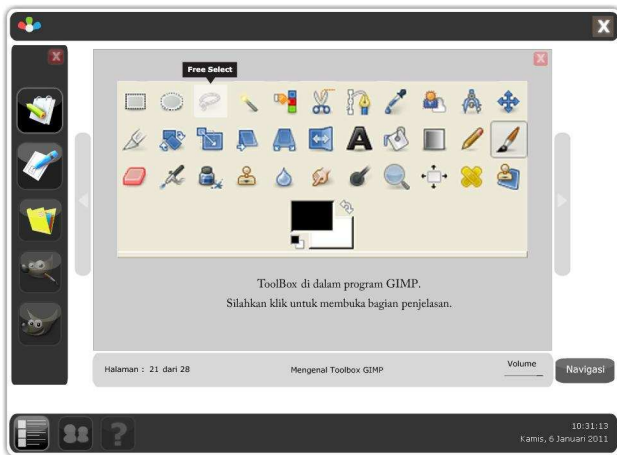 X
X
X
Free Select
A
ToolBox di dalam program GIMP.
Silahkan klik untuk membuka bagian penjelasan.
Halaman : 21 dari 28
Mengenal Toolbox GIMP
Volume
Navigasi
?
10:31:13
Kamis, 6 Januari 2011